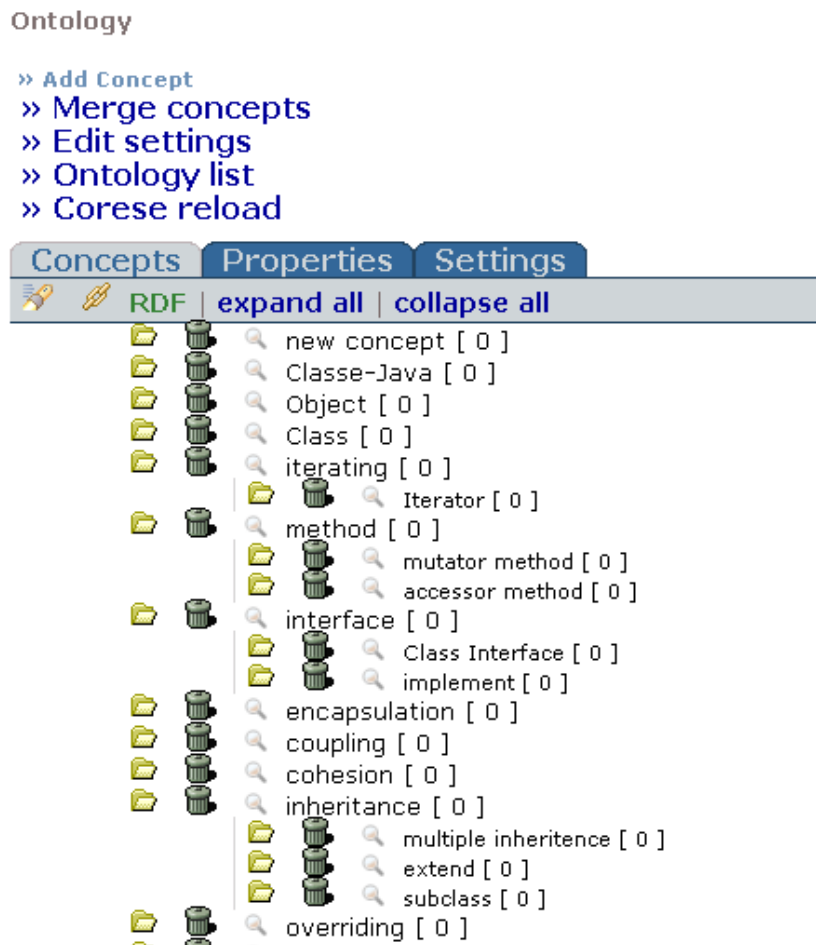 Ontology
» Add Concept
» Merge concepts
» Edit settings
» Ontology list
» Corese reload
Concepts Properties Settings
RDF | expand all | collapse all
new concept [ 0 ]
Classe-Java [ 0 ]
Object [ 0 ]
Class [ 0 ]
iterating [ 0 ]
Iterator [ 0 ]
method [ 0 ]
mutator method [ 0 ]
accessor method [ 0 ]
interface [ 0 ]
Class Interface [ 0 ]
implement [ 0 ]
encapsulation [ 0 ]
coupling [ 0 ]
cohesion [ 0 ]
inheritance [ 0 ]
multiple inheritence [ 0 ]
extend [ 0 ]
subclass [ 0 ]
overriding [ 0 ]